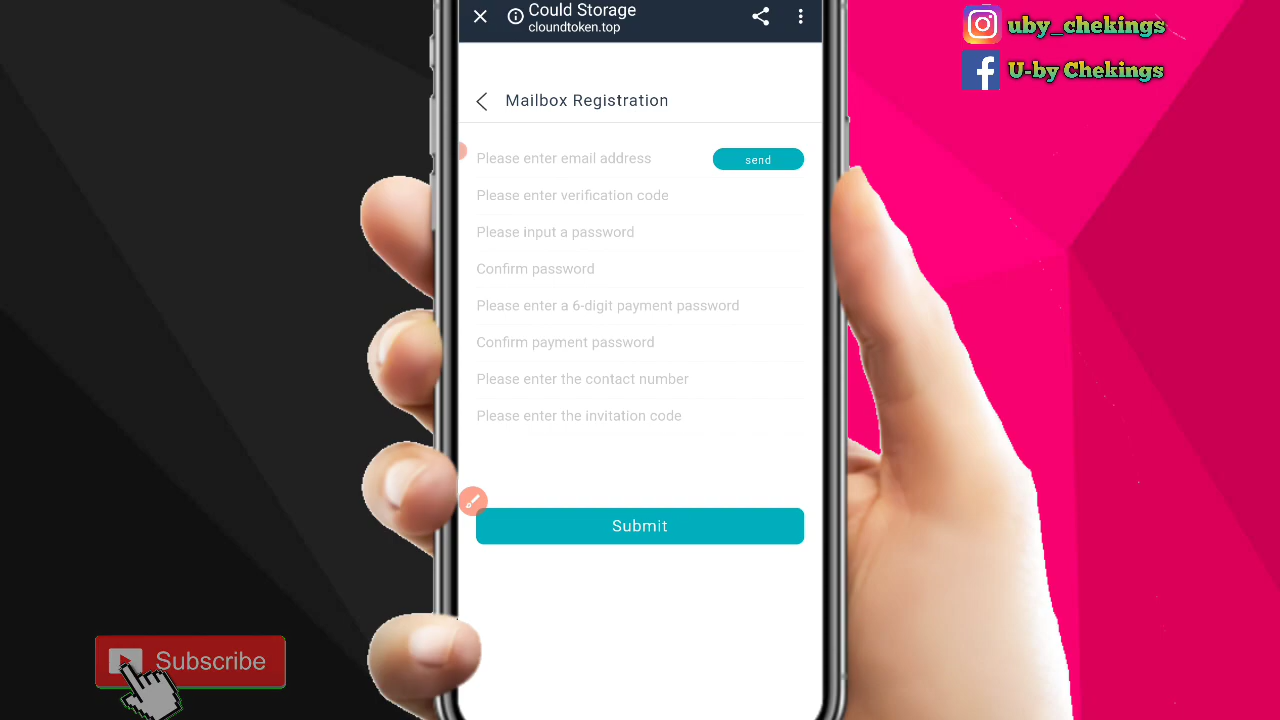 Could Storage
cloundtoken.top
uby_chekings
U-by Chekings
Mailbox Registration
Please enter email address
send
Please enter verification code
Please input a password
Confirm password
Please enter a 6-digit payment password
Confirm payment password
Please enter the contact number
Please enter the invitation code
Submit
Subscribe